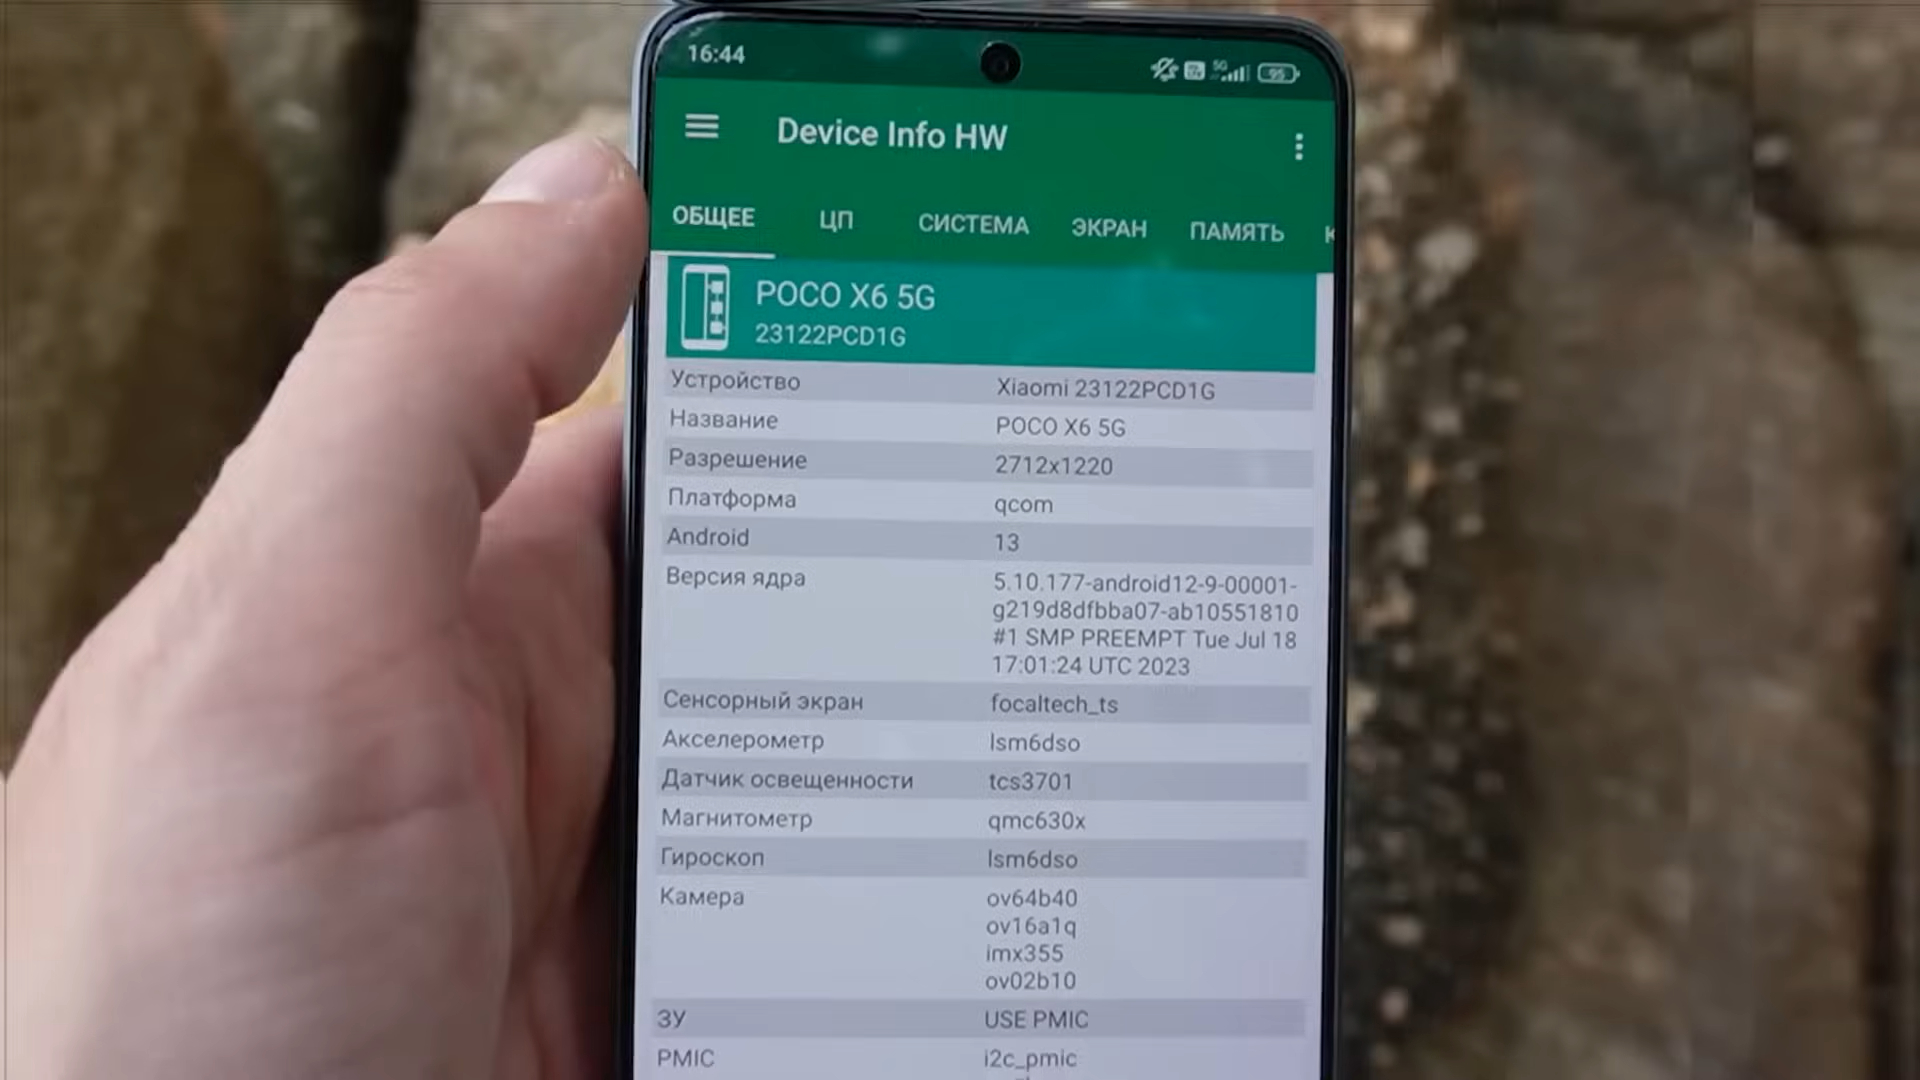 16:44
5G
95
Device Info HW
ОБЩЕЕ ЦП СИСТЕМА ЭКРАН ПАМЯТЬ
POCO X6 5G
23122PCD1G
Устройство Xiaomi 23122PCD1G
Название POCO X6 5G
Разрешение 2712x1220
Платформа qcom
Android 13
Версия ядра 5.10.177-android12-9-00001-
g219d8dfbba07-ab10551810
#1 SMP PREEMPT Tue Jul 18
17:01:24 UTC 2023
Сенсорный экран focaltech_ts
Акселерометр lsm6dso
Датчик освещенности tcs3701
Магнитометр qmc630x
Гироскоп lsm6dso
Камера ov64b40
ov16a1q
imx355
ov02b10
ЗУ USE PMIC
PMIC i2c_pmic